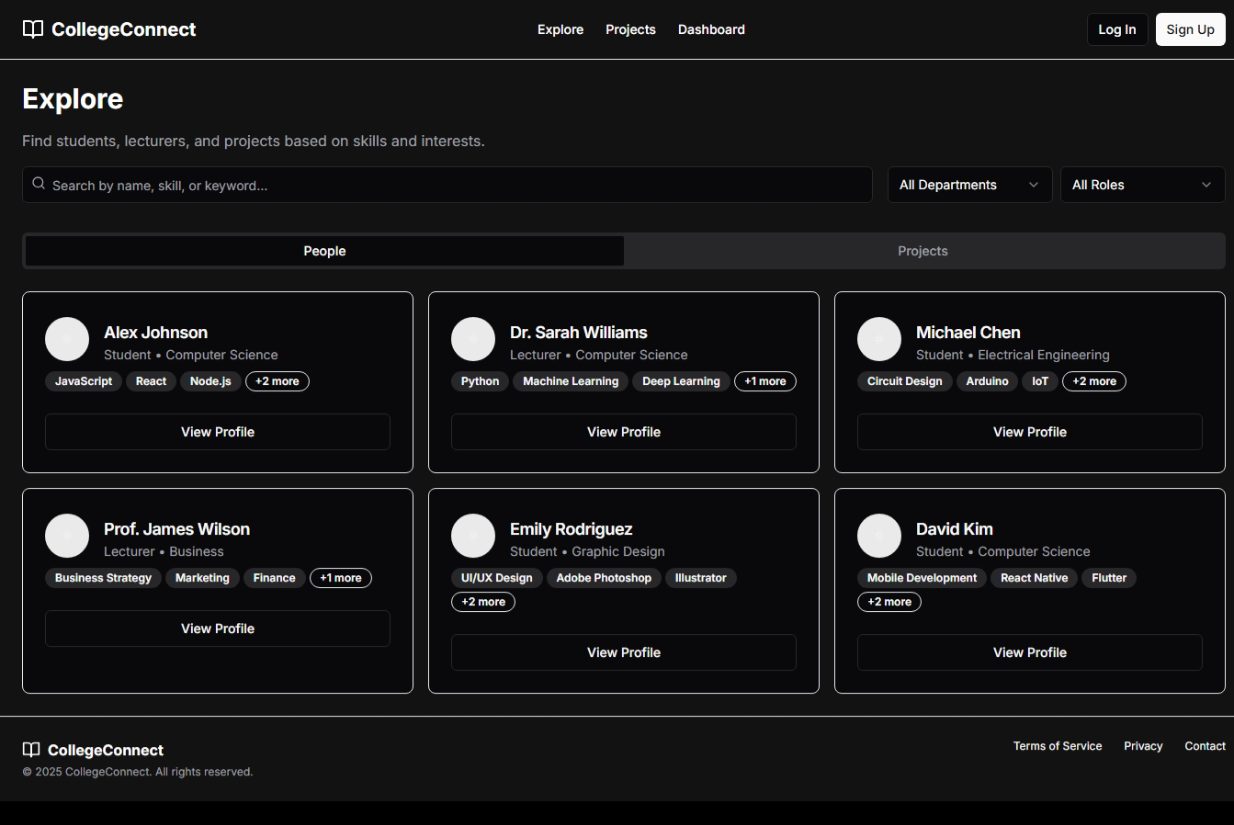 CollegeConnect
Explore Projects Dashboard
Log In Sign Up
Explore
Find students, lecturers, and projects based on skills and interests.
Search by name, skill, or keyword...
All Departments
All Roles
People
Projects
Alex Johnson
Student • Computer Science
JavaScript React Node.js +2 more
View Profile
Dr. Sarah Williams
Lecturer • Computer Science
Python Machine Learning Deep Learning +1 more
View Profile
Michael Chen
Student • Electrical Engineering
Circuit Design Arduino IoT +2 more
View Profile
Prof. James Wilson
Lecturer • Business
Business Strategy Marketing Finance +1 more
View Profile
Emily Rodriguez
Student • Graphic Design
UI/UX Design Adobe Photoshop Illustrator
+2 more
View Profile
David Kim
Student • Computer Science
Mobile Development React Native Flutter
+2 more
View Profile
CollegeConnect
© 2025 CollegeConnect. All rights reserved.
Terms of Service Privacy Contact